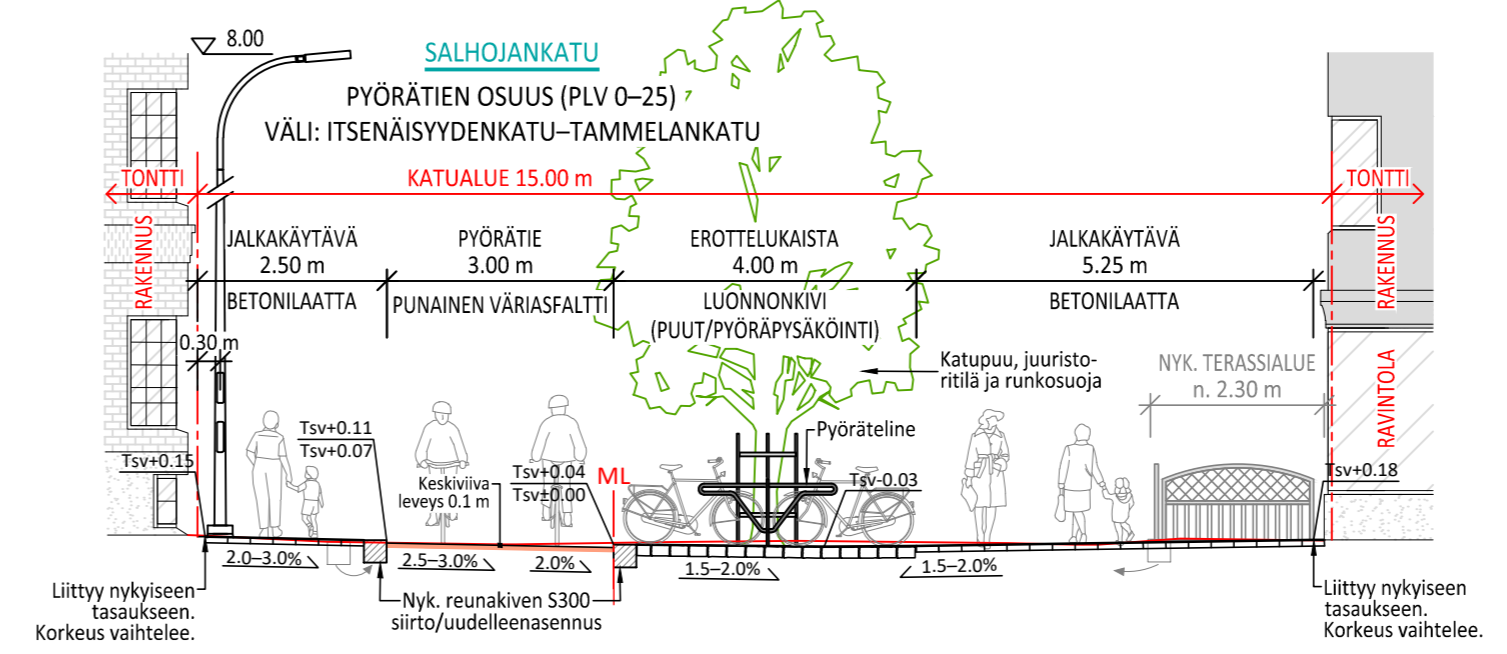 8.00
SALHOJANKATU
PYÖRÄTIEN OSUUS (PLV 0–25)
VÄLI: ITSENÄISYYDENKATU–TAMMELANKATU
TONTTI
KATUALUE 15.00 m
TONTTI
RAKENNUS
JALKAKÄYTÄVÄ
2.50 m
BETONILAATTA
PYÖRÄTIE
3.00 m
PUNAINEN VÄRIASFALTTI
EROTTELUKAISTA
4.00 m
LUONNONKIVI
(PUUT/PYÖRÄPYSÄKÖINTI)
JALKAKÄYTÄVÄ
5.25 m
BETONILAATTA
RAKENNUS
0.30 m
Katupuu, juuristo-
ritilä ja runkosuoja
NYK. TERASSIALUE
n. 2.30 m
RAVINTOLA
Tsv+0.15
Tsv+0.11
Tsv+0.07
Keskiviiva
leveys 0.1 m
Tsv+0.04
Tsv±0.00
ML
Pyöräteline
Tsv-0.03
Tsv+0.18
2.0–3.0%
2.5–3.0%
2.0%
1.5–2.0%
1.5–2.0%
Liittyy nykyiseen
tasaukseen.
Korkeus vaihtelee.
Nyk. reunakiven S300
siirto/uudelleenasennus
Liittyy nykyiseen
tasaukseen.
Korkeus vaihtelee.